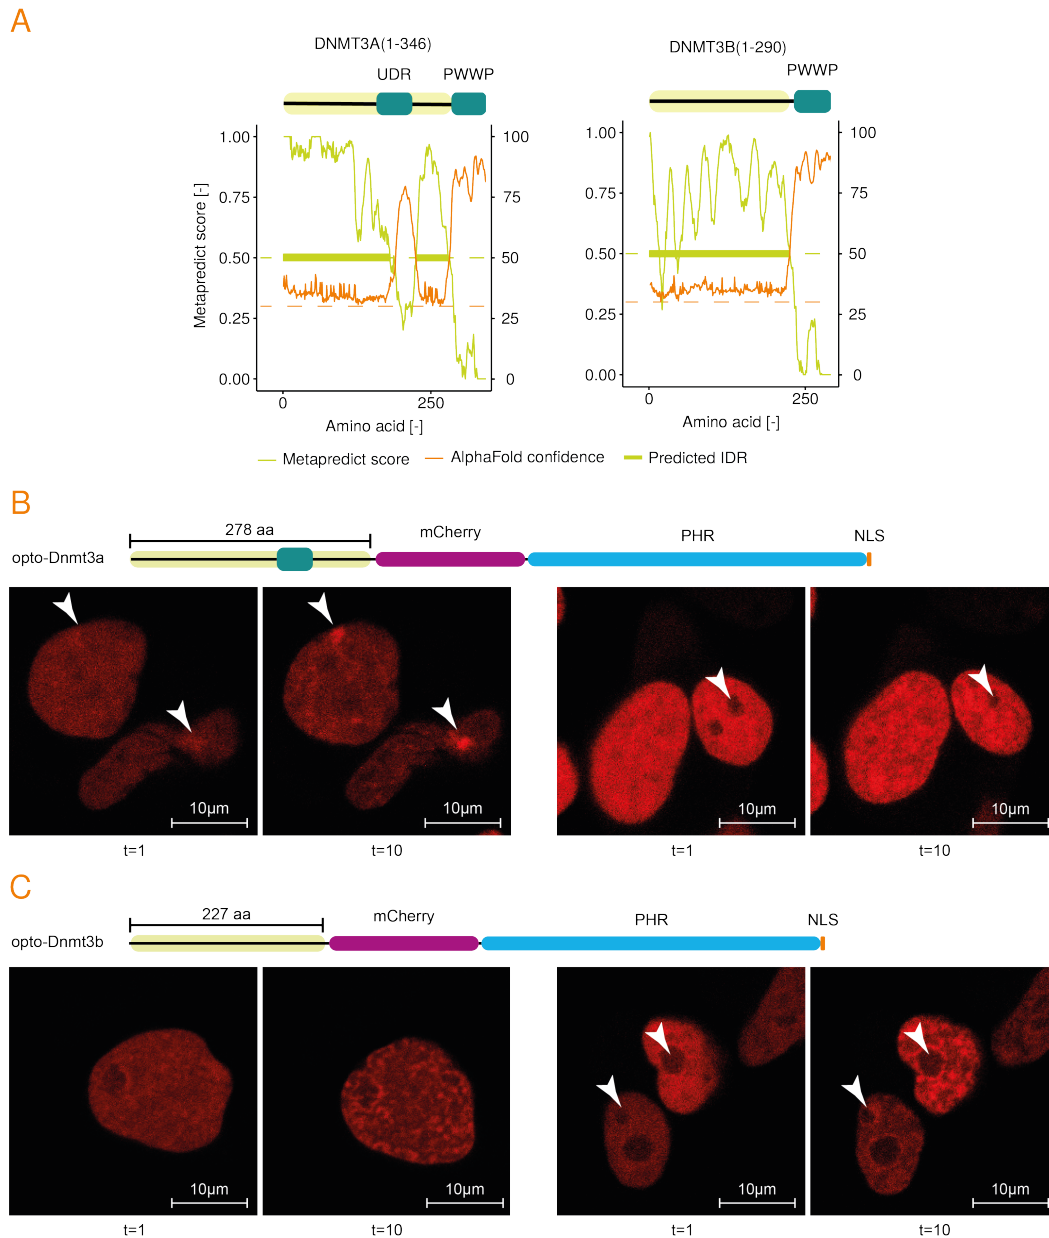 A
DNMT3A(1-346)
DNMT3B(1-290)
UDR
PWWP
PWWP
1.00
0.75
0.50
0.25
0.00
100
75
50
25
0
Metapredict score [-]
0
250
Amino acid [-]
1.00
0.75
0.50
0.25
0.00
100
75
50
25
0
0
250
Amino acid [-]
Metapredict score
AlphaFold confidence
Predicted IDR
B
278 aa
mCherry
PHR
NLS
opto-Dnmt3a
10μm
10μm
10μm
10μm
t=1
t=10
t=1
t=10
C
227 aa
mCherry
PHR
NLS
opto-Dnmt3b
10μm
10μm
10μm
10μm
t=1
t=10
t=1
t=10